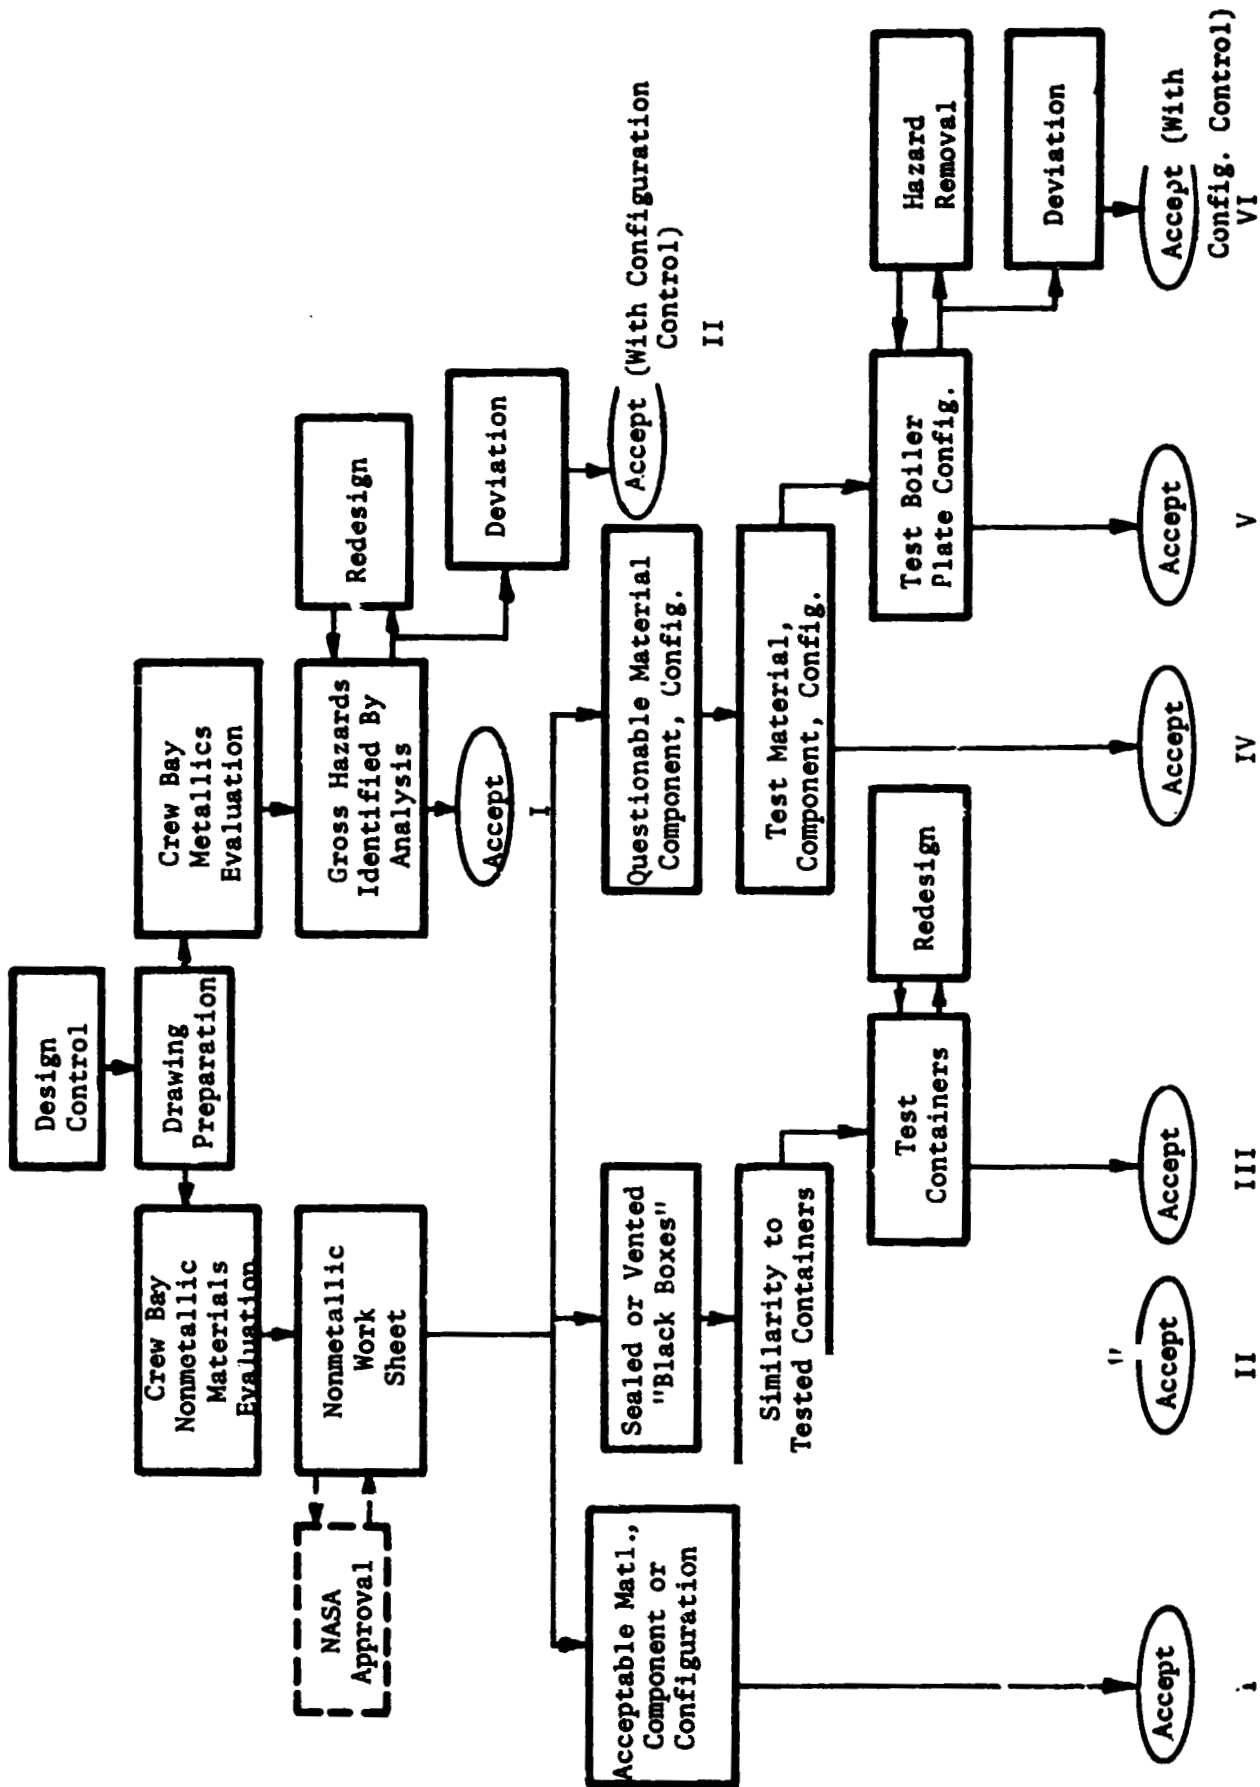 Design
Control
Drawing
Preparation
Crew Bay
Nonmetallic
Materials
Evaluation
Crew Bay
Metallics
Evaluation
NASA
Approval
Nonmetallic
Work
Sheet
Gross Hazards
Identified By
Analysis
Redesign
Deviation
Accept
I
Accept (With Configuration
Control)
II
Acceptable Matl.,
Component or
Configuration
Sealed or Vented
"Black Boxes"
Questionable Material
Component, Config.
Similarity to
Tested Containers
Test Material,
Component, Config.
Test
Containers
Redesign
Test Boiler
Plate Config.
Hazard
Removal
Deviation
Accept
Accept
II
Accept
III
Accept
IV
Accept
V
Accept (With
Config. Control)
VI